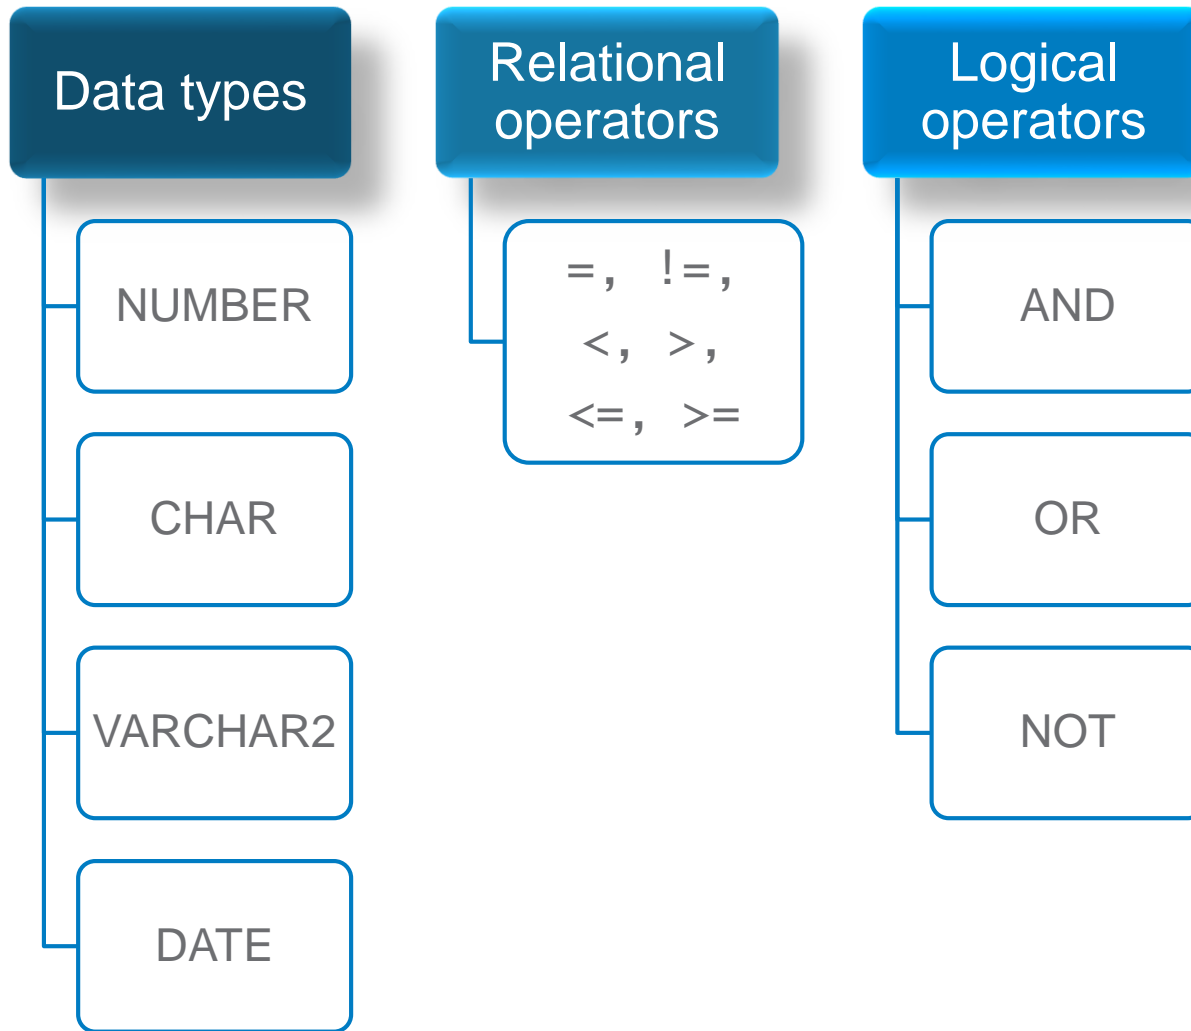 Data types
NUMBER
CHAR
VARCHAR2
DATE
Relational
operators
=, !=,
<, >,
<=, >=
Logical
operators
AND
OR
NOT